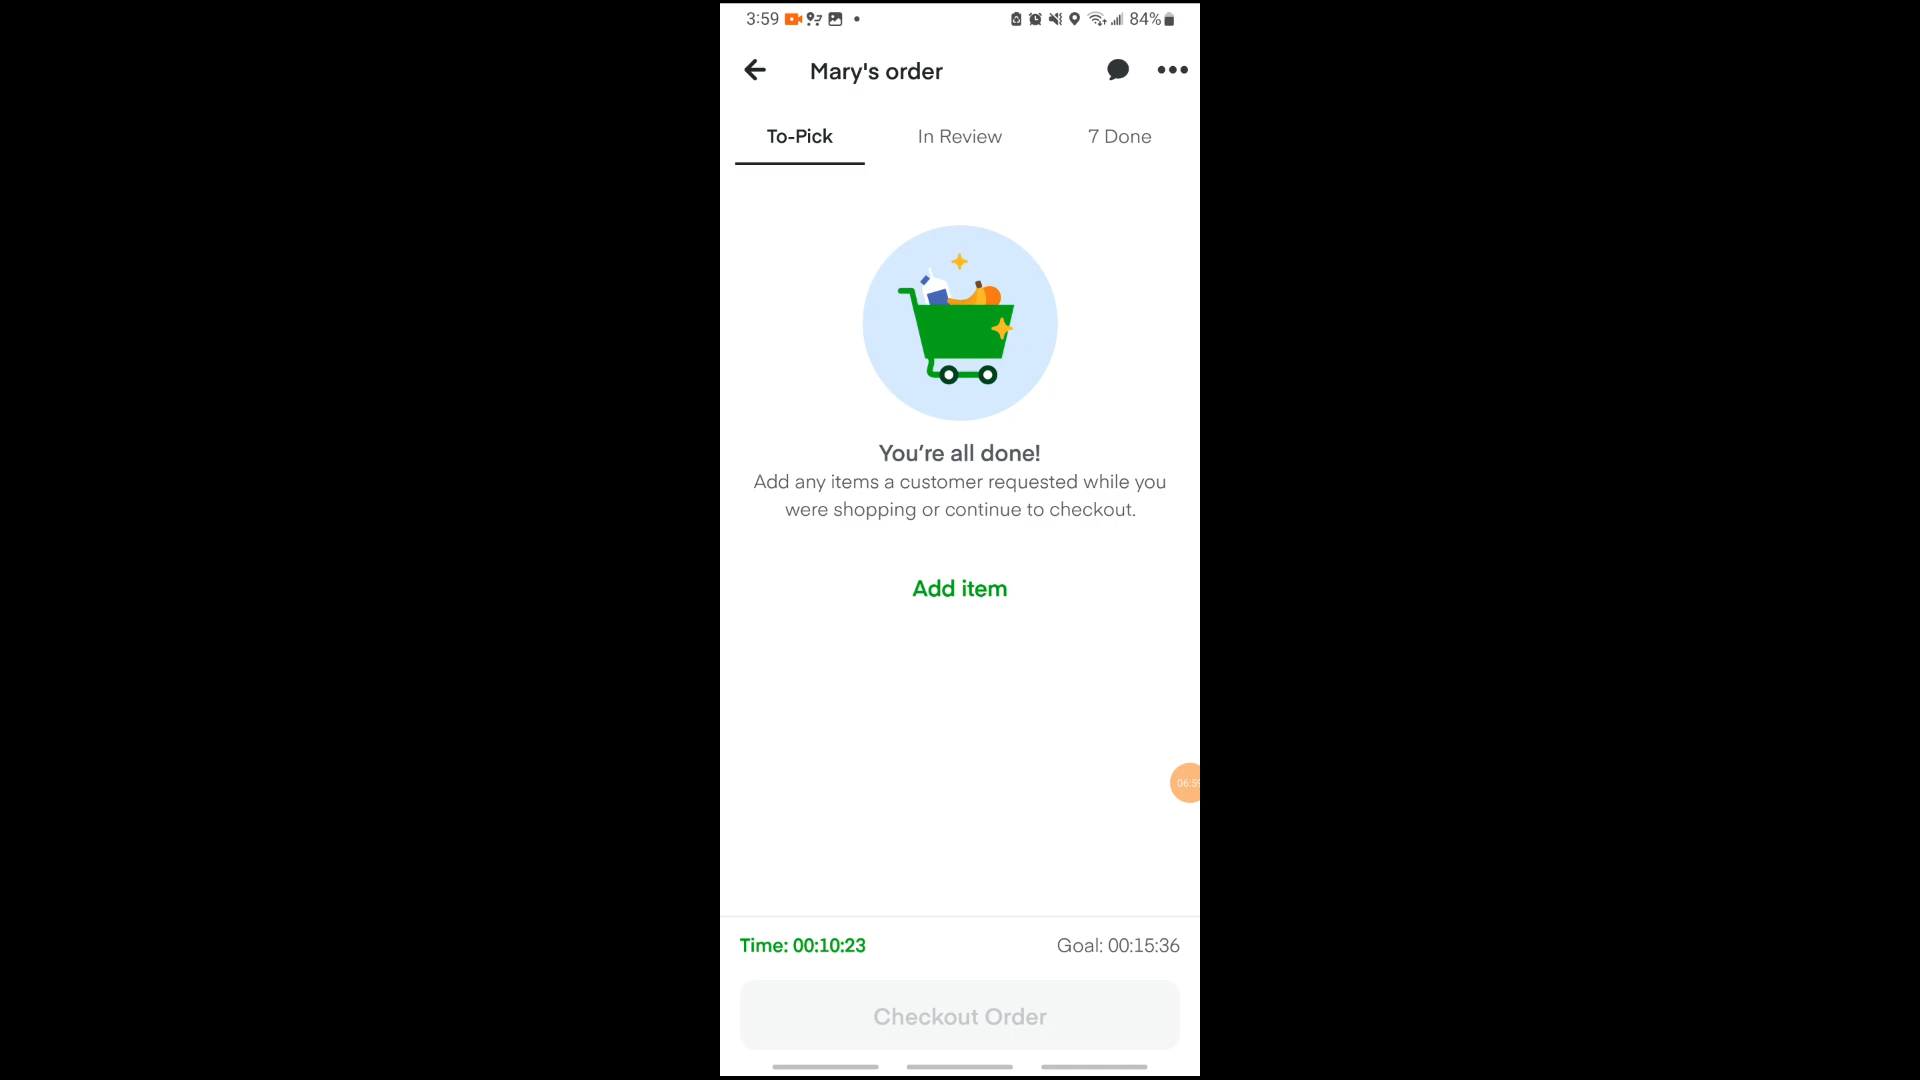 3:59 84%
Mary's order
To-Pick In Review 7 Done
You're all done!
Add any items a customer requested while you
were shopping or continue to checkout.
Add item
Time: 00:10:23 Goal: 00:15:36
Checkout Order